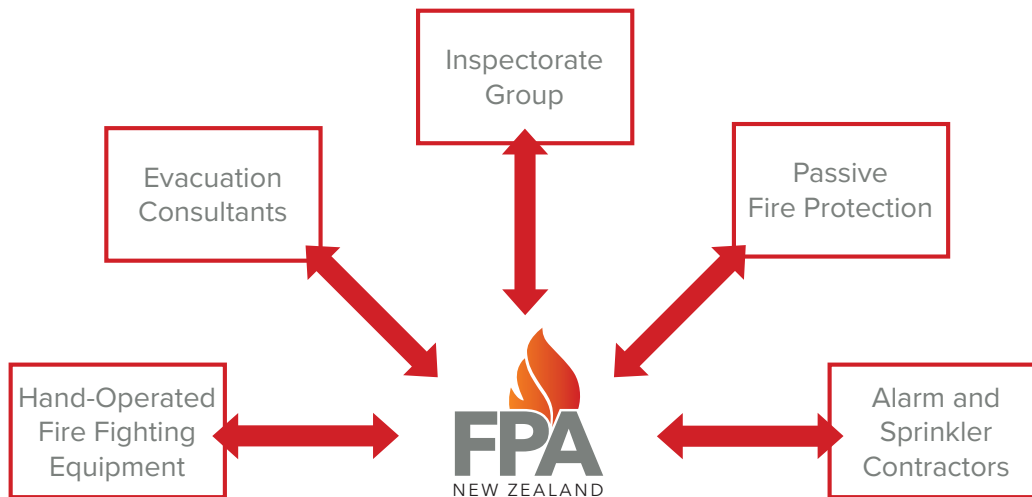 Inspectorate
Group
Evacuation
Consultants
Passive
Fire Protection
Hand-Operated
Fire Fighting
Equipment
FPA
NEW ZEALAND
Alarm and
Sprinkler
Contractors